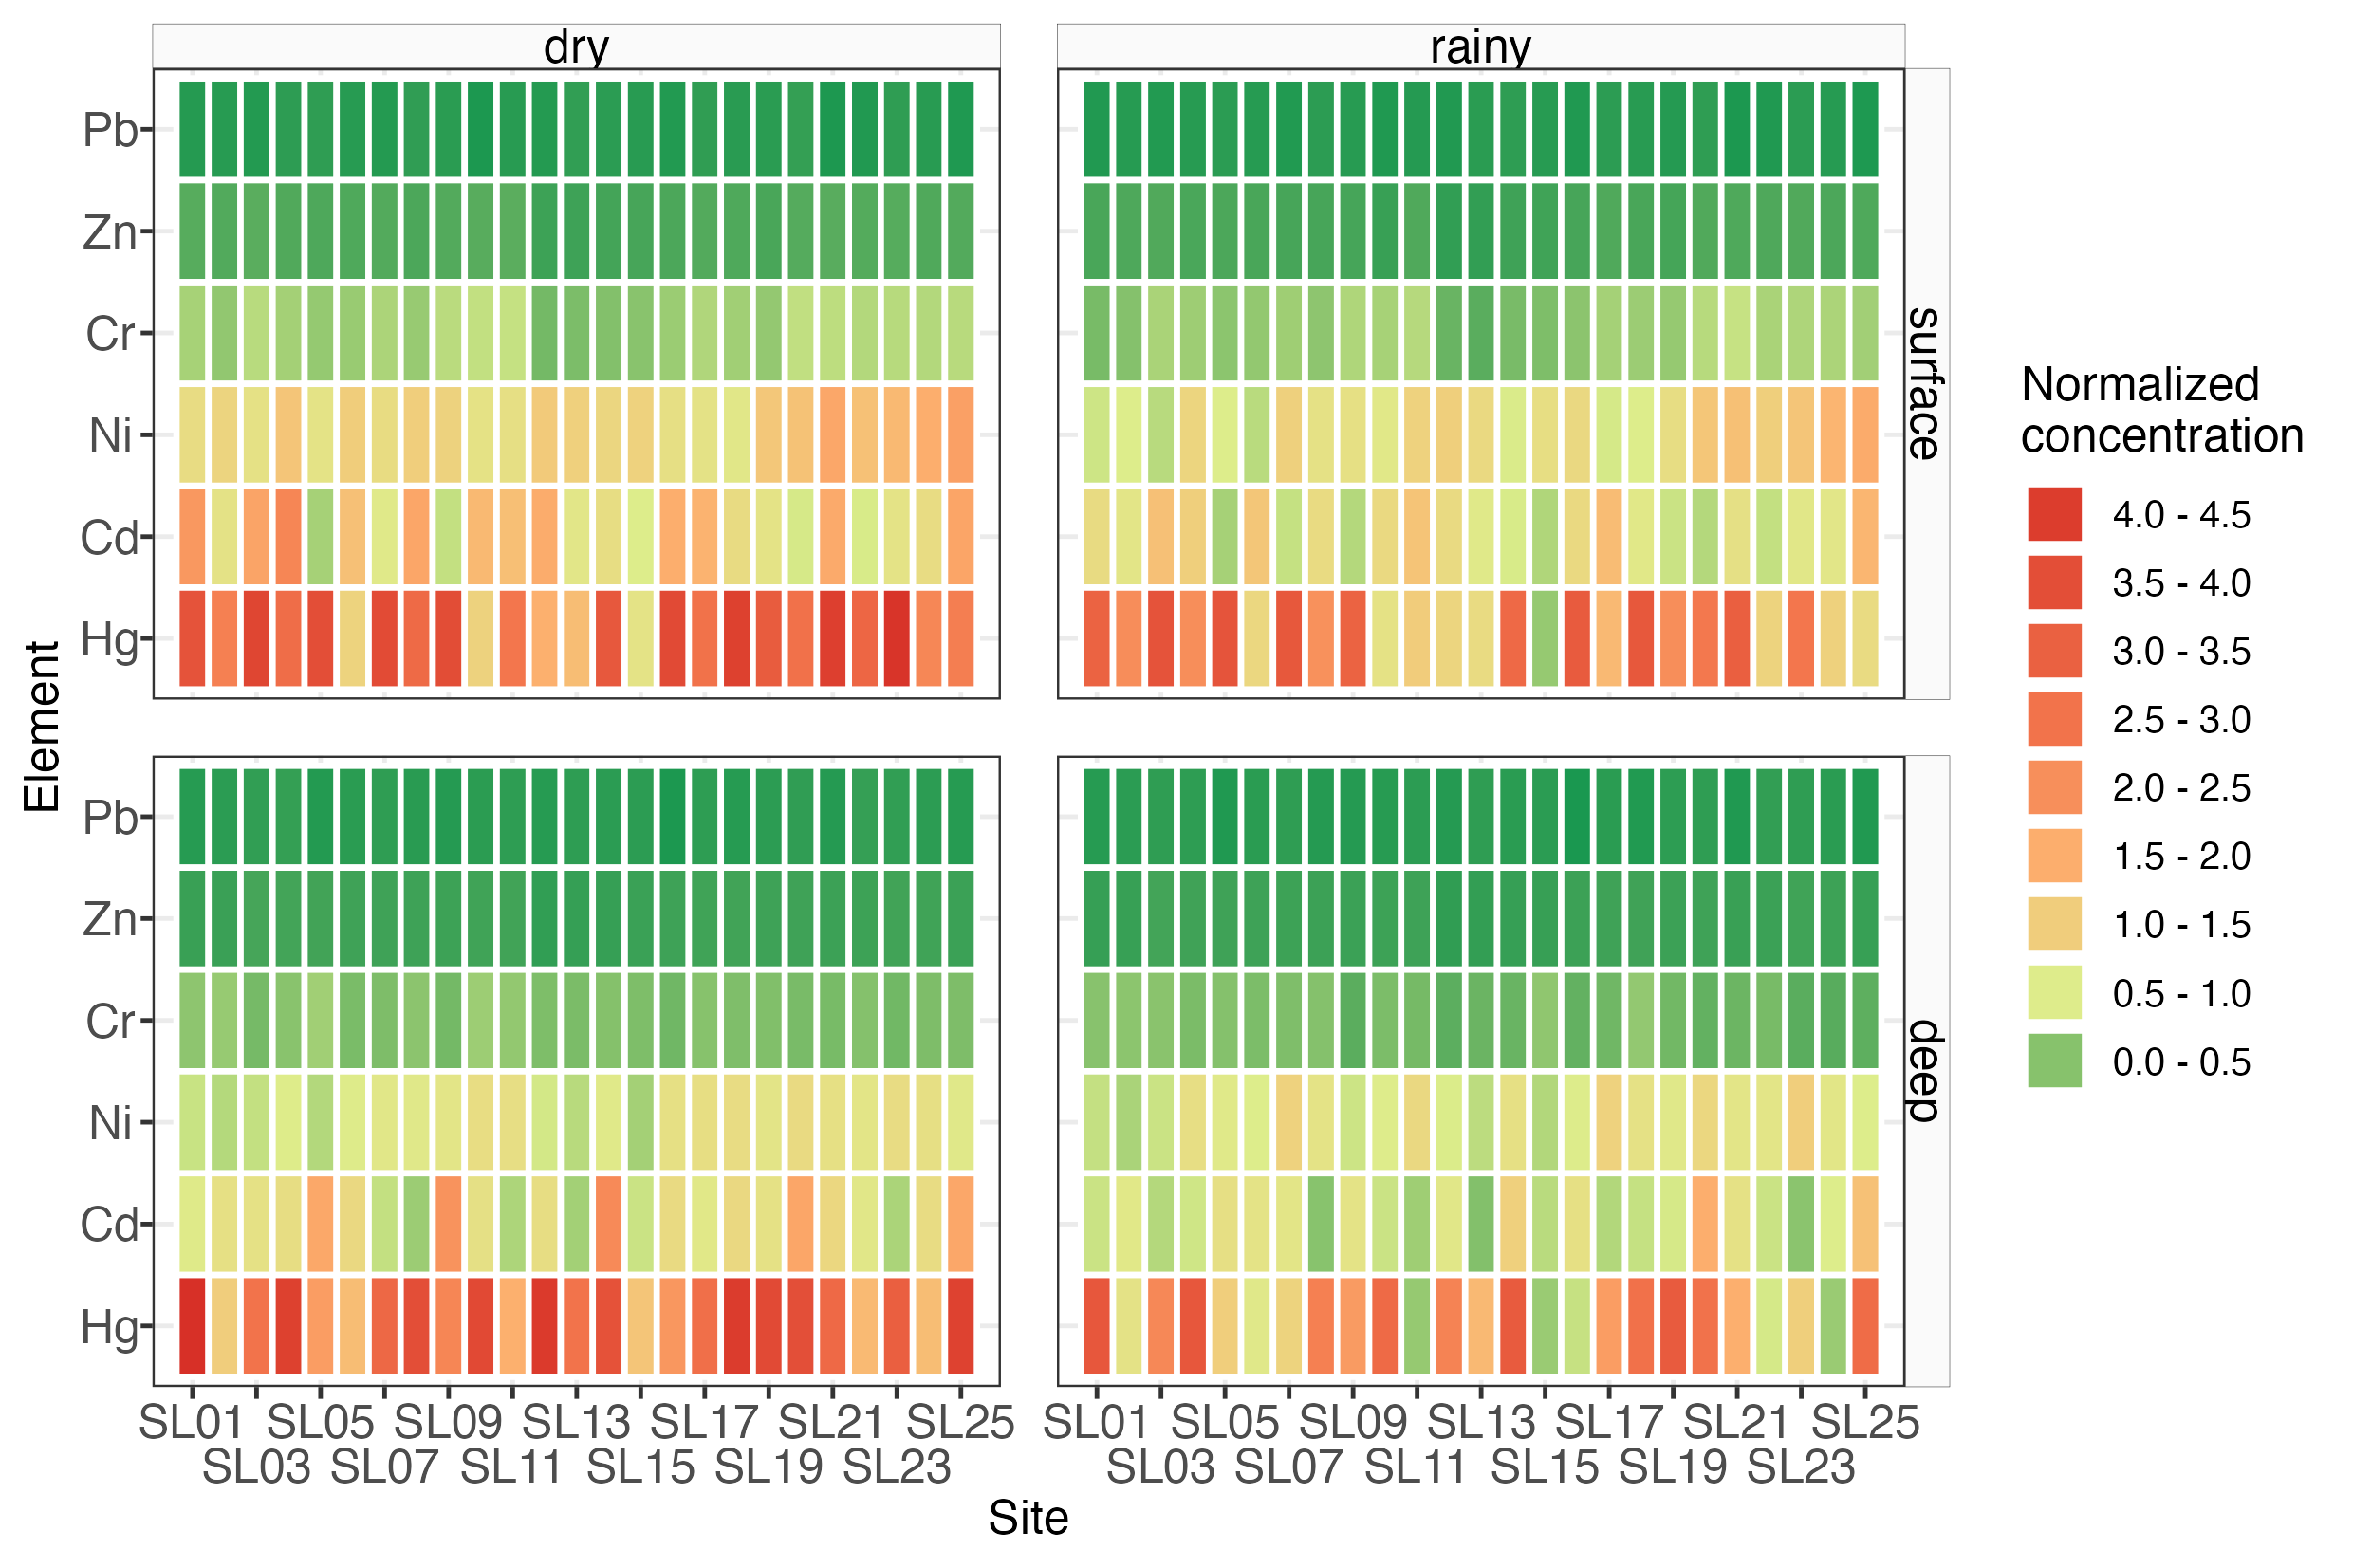 dry
rainy
Pb
Zn
Cr
Ni
Cd
Hg
surface
Pb
Zn
Cr
Ni
Cd
Hg
deep
Element
SL01 SL05 SL09 SL13 SL17 SL21 SL25
SL03 SL07 SL11 SL15 SL19 SL23
SL01 SL05 SL09 SL13 SL17 SL21 SL25
SL03 SL07 SL11 SL15 SL19 SL23
Site
Normalized
concentration
4.0 - 4.5
3.5 - 4.0
3.0 - 3.5
2.5 - 3.0
2.0 - 2.5
1.5 - 2.0
1.0 - 1.5
0.5 - 1.0
0.0 - 0.5